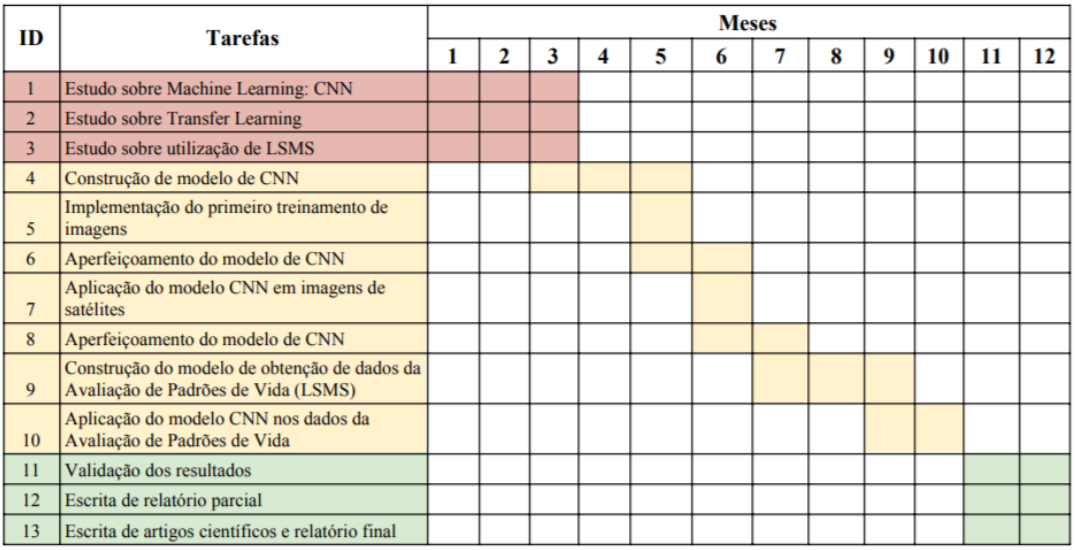 ID Tarefas Meses
1 2 3 4 5 6 7 8 9 10 11 12
1 Estudo sobre Machine Learning: CNN
2 Estudo sobre Transfer Learning
3 Estudo sobre utilização de LSMS
4 Construção de modelo de CNN
Implementação do primeiro treinamento de
5 imagens
6 Aperfeiçoamento do modelo de CNN
Aplicação do modelo CNN em imagens de
7 satélites
8 Aperfeiçoamento do modelo de CNN
Construção do modelo de obtenção de dados da
9 Avaliação de Padrões de Vida (LSMS)
Aplicação do modelo CNN nos dados da
10 Avaliação de Padrões de Vida
11 Validação dos resultados
12 Escrita de relatório parcial
13 Escrita de artigos científicos e relatório final